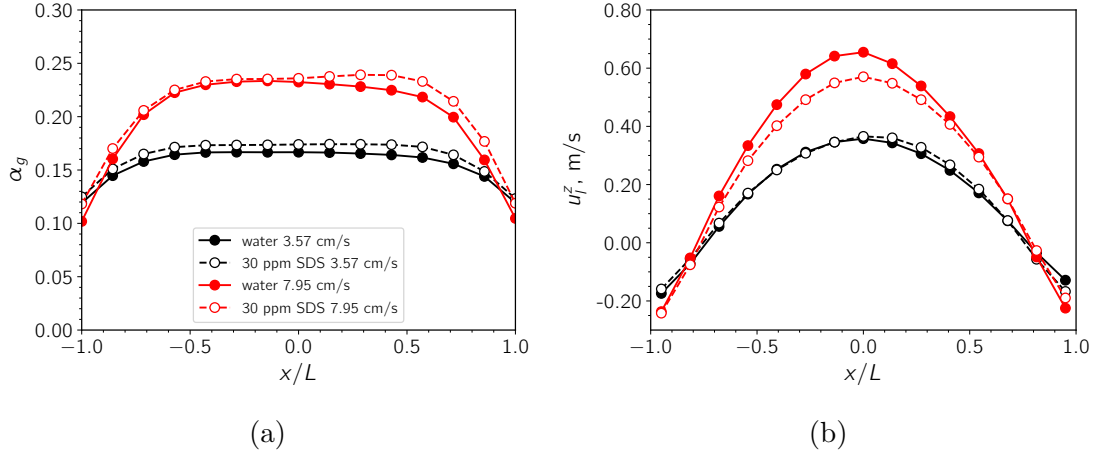 0.30
0.25
0.20
0.15
0.10
0.05
0.00
α_g
−1.0 −0.5 0.0 0.5 1.0
x/L
water 3.57 cm/s
30 ppm SDS 3.57 cm/s
water 7.95 cm/s
30 ppm SDS 7.95 cm/s
(a)
0.80
0.60
0.40
0.20
0.00
-0.20
u_l^z, m/s
−1.0 −0.5 0.0 0.5 1.0
x/L
(b)